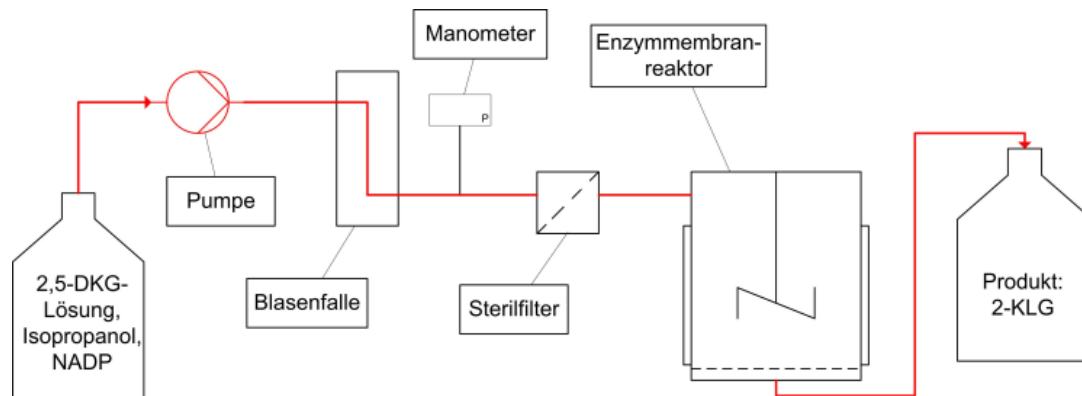 Manometer
Enzymmembran-
reaktor
P
Pumpe
Blasenfalle
Sterilfilter
2,5-DKG-
Lösung,
Isopropanol,
NADP
Produkt:
2-KLG